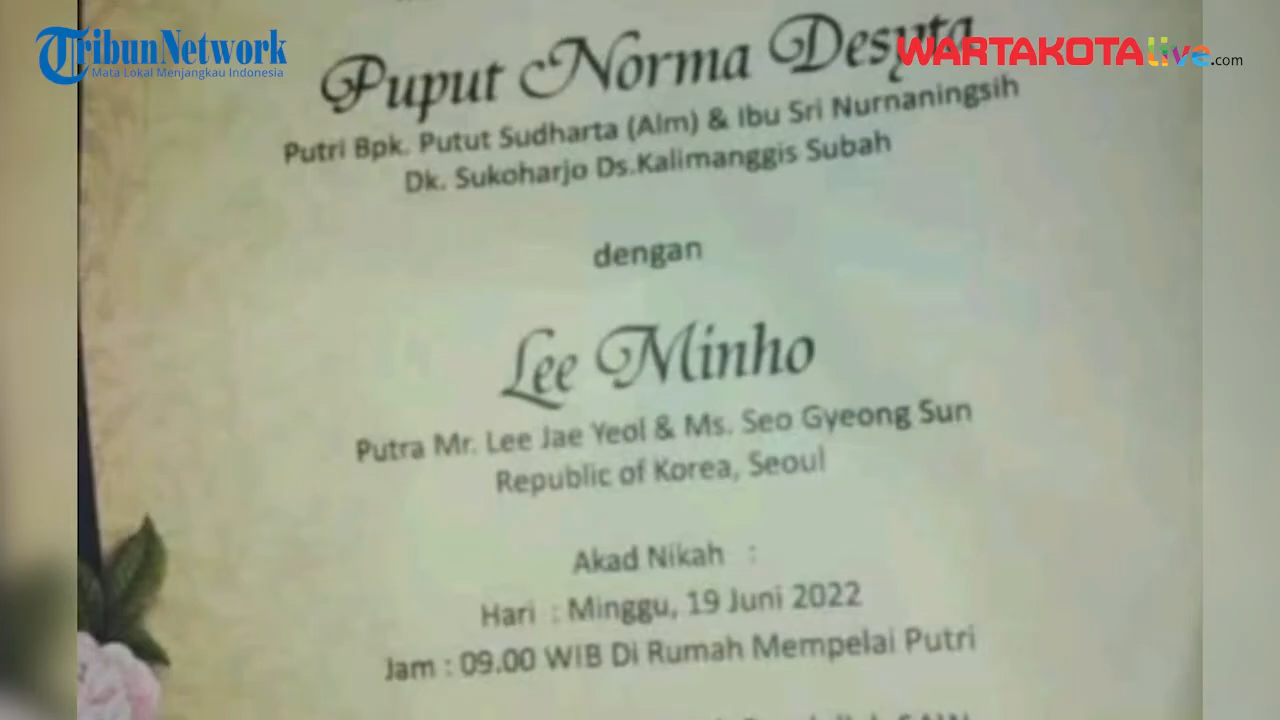 TribunNetwork
Mata Lokal Menjangkau Indonesia
WARTAKOTAlive.com
Puput Norma Desyta
Putri Bpk. Putut Sudharta (Alm) & Ibu Sri Nurnaningsih
Dk. Sukoharjo Ds.Kalimanggis Subah
dengan
Lee Minho
Putra Mr. Lee Jae Yeol & Ms. Seo Gyeong Sun
Republic of Korea, Seoul
Akad Nikah :
Hari : Minggu, 19 Juni 2022
Jam : 09.00 WIB Di Rumah Mempelai Putri